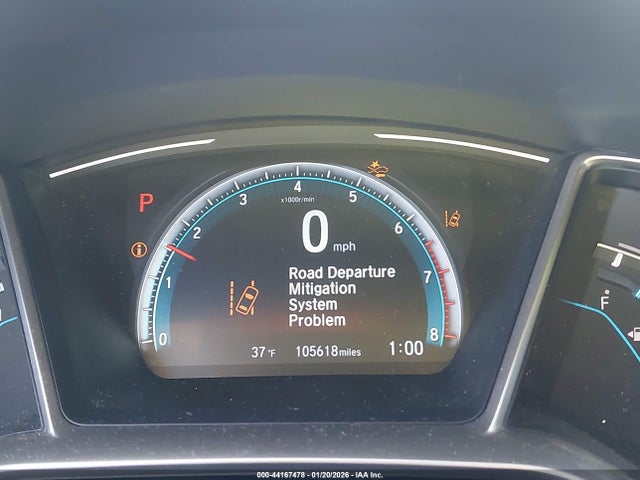 4
3
5
x1000r/min
P
2
6
0 mph
i
Road Departure
1
Mitigation
7
System
F
Problem
0
8
37 °F
105618 miles
1:00
000-44167478 - 01/20/2026 - © IAA Inc.